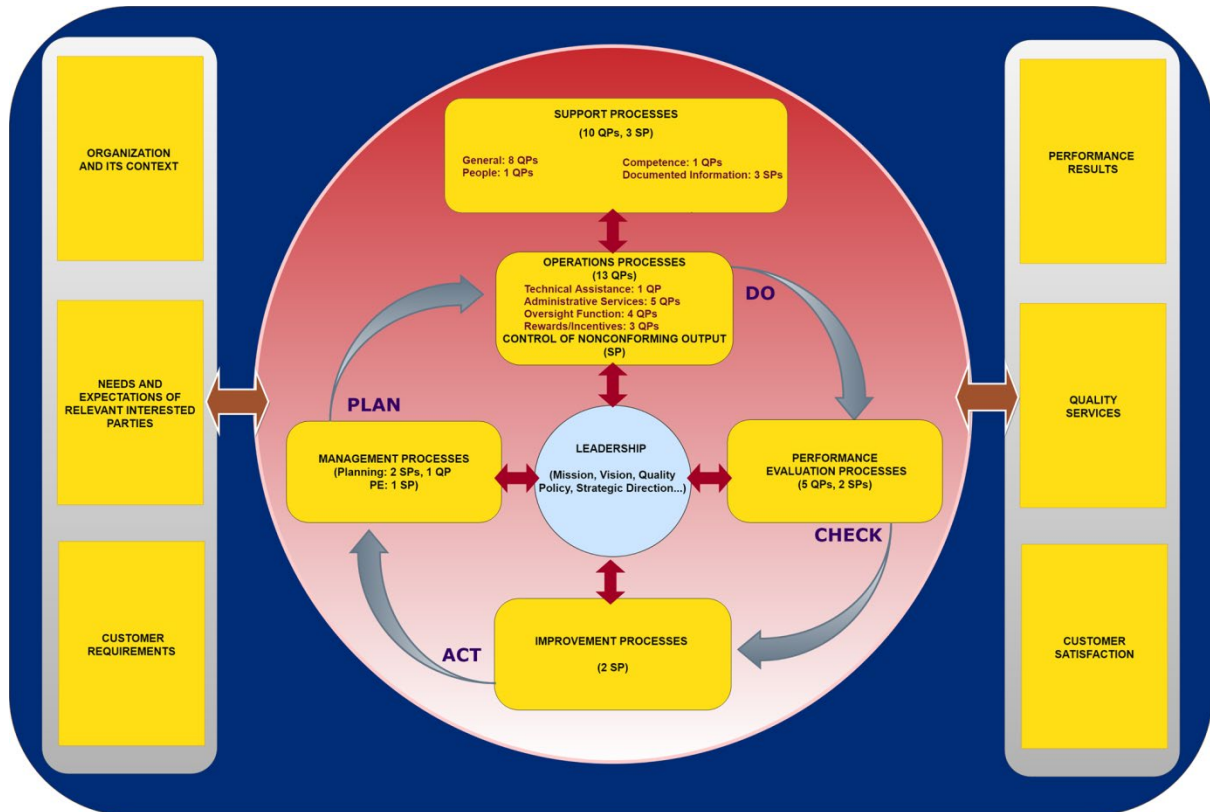 ORGANIZATION
AND ITS CONTEXT
NEEDS AND
EXPECTATIONS OF
RELEVANT INTERESTED
PARTIES
CUSTOMER
REQUIREMENTS
SUPPORT PROCESSES
(10 QPs, 3 SP)
General: 8 QPs
People: 1 QPs
Competence: 1 QPs
Documented Information: 3 SPs
OPERATIONS PROCESSES
(13 QPs)
Technical Assistance: 1 QP
Administrative Services: 5 QPs
Oversight Function: 4 QPs
Rewards/Incentives: 3 QPs
CONTROL OF NONCONFORMING OUTPUT
(SP)
DO
PLAN
MANAGEMENT PROCESSES
(Planning: 2 SPs, 1 QP
PE: 1 SP)
LEADERSHIP
(Mission, Vision, Quality
Policy, Strategic Direction...)
PERFORMANCE
EVALUATION PROCESSES
(5 QPs, 2 SPs)
CHECK
ACT
IMPROVEMENT PROCESSES
(2 SP)
PERFORMANCE
RESULTS
QUALITY
SERVICES
CUSTOMER
SATISFACTION